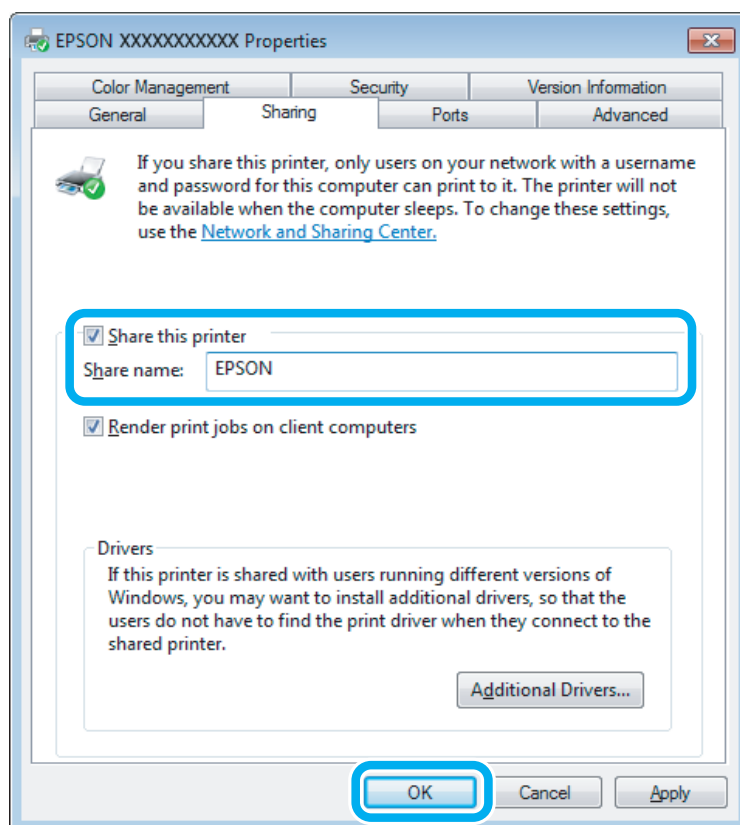 EPSON XXXXXXXXXXX Properties
Color Management Security Version Information
General Sharing Ports Advanced
If you share this printer, only users on your network with a username
and password for this computer can print to it. The printer will not
be available when the computer sleeps. To change these settings,
use the Network and Sharing Center.
Share this printer
Share name: EPSON
Render print jobs on client computers
Drivers
If this printer is shared with users running different versions of
Windows, you may want to install additional drivers, so that the
users do not have to find the print driver when they connect to the
shared printer.
Additional Drivers...
OK Cancel Apply